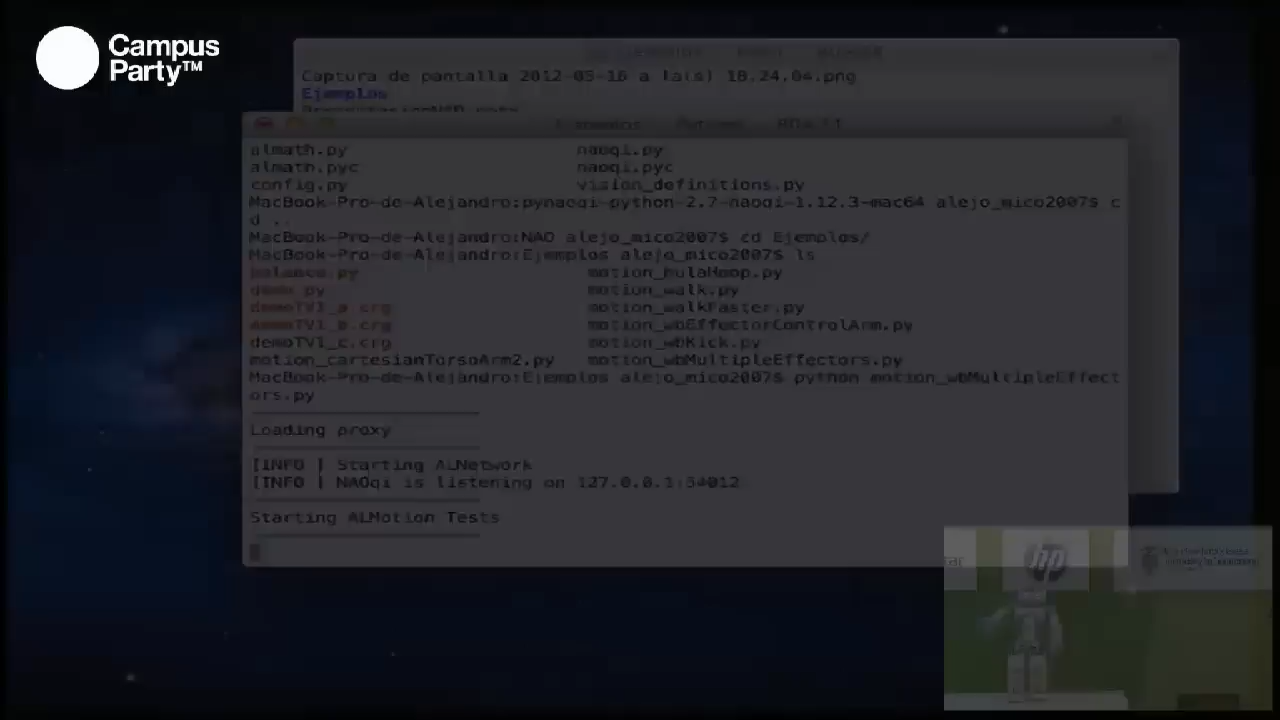 Campus
Party™
Captura de pantalla 2012-05-16 a la(s) 18.24.04.png
Ejemplos
almath.py naoqi.py
almath.pyc naoqi.pyc
config.py vision_definitions.py
MacBook-Pro-de-Alejandro:pynaoqi-python-2.7-naoqi-1.12.3-mac64 alejo_mico2007$ c
d ..
MacBook-Pro-de-Alejandro:NAO alejo_mico2007$ cd Ejemplos/
MacBook-Pro-de-Alejandro:Ejemplos alejo_mico2007$ ls
balance.py motion_hulaHoop.py
demo.py motion_walk.py
demoTV1_a.crg motion_walkFaster.py
demoTV1_b.crg motion_wbEffectorControlArm.py
demoTV1_c.crg motion_wbKick.py
motion_cartesianTorsoArm2.py motion_wbMultipleEffectors.py
MacBook-Pro-de-Alejandro:Ejemplos alejo_mico2007$ python motion_wbMultipleEffect
ors.py
Loading proxy
[INFO ] Starting ALNetwork
[INFO ] NAOqi is listening on 127.0.0.1:54012
Starting ALMotion Tests
hp